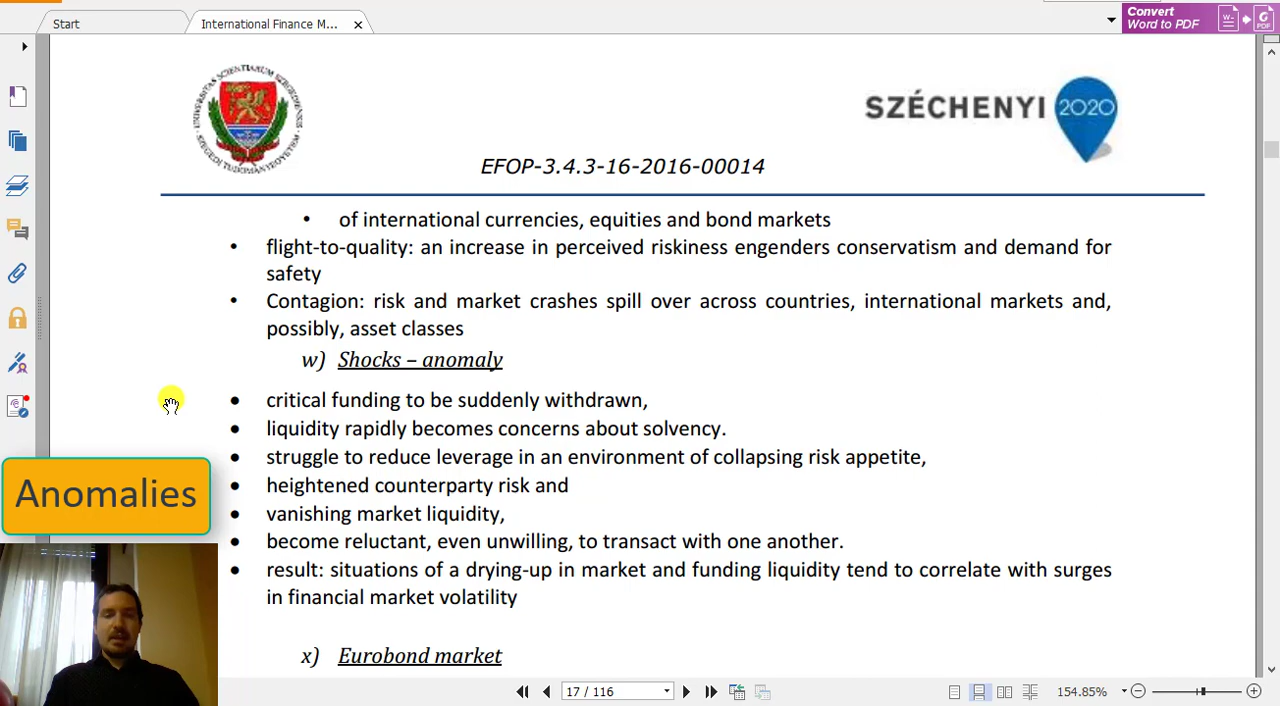 Start
International Finance M...
Convert
Word to PDF
UNIVERSITAS SCIENTIARUM SZEGEDIENSIS
SZEGEDI TUDOMÁNYEGYETEM
SZÉCHENYI 2020
EFOP-3.4.3-16-2016-00014
• of international currencies, equities and bond markets
• flight-to-quality: an increase in perceived riskiness engenders conservatism and demand for
safety
• Contagion: risk and market crashes spill over across countries, international markets and,
possibly, asset classes
w) Shocks – anomaly
• critical funding to be suddenly withdrawn,
• liquidity rapidly becomes concerns about solvency.
• struggle to reduce leverage in an environment of collapsing risk appetite,
• heightened counterparty risk and
• vanishing market liquidity,
• become reluctant, even unwilling, to transact with one another.
• result: situations of a drying-up in market and funding liquidity tend to correlate with surges
in financial market volatility
x) Eurobond market
Anomalies
17 / 116
154.85%